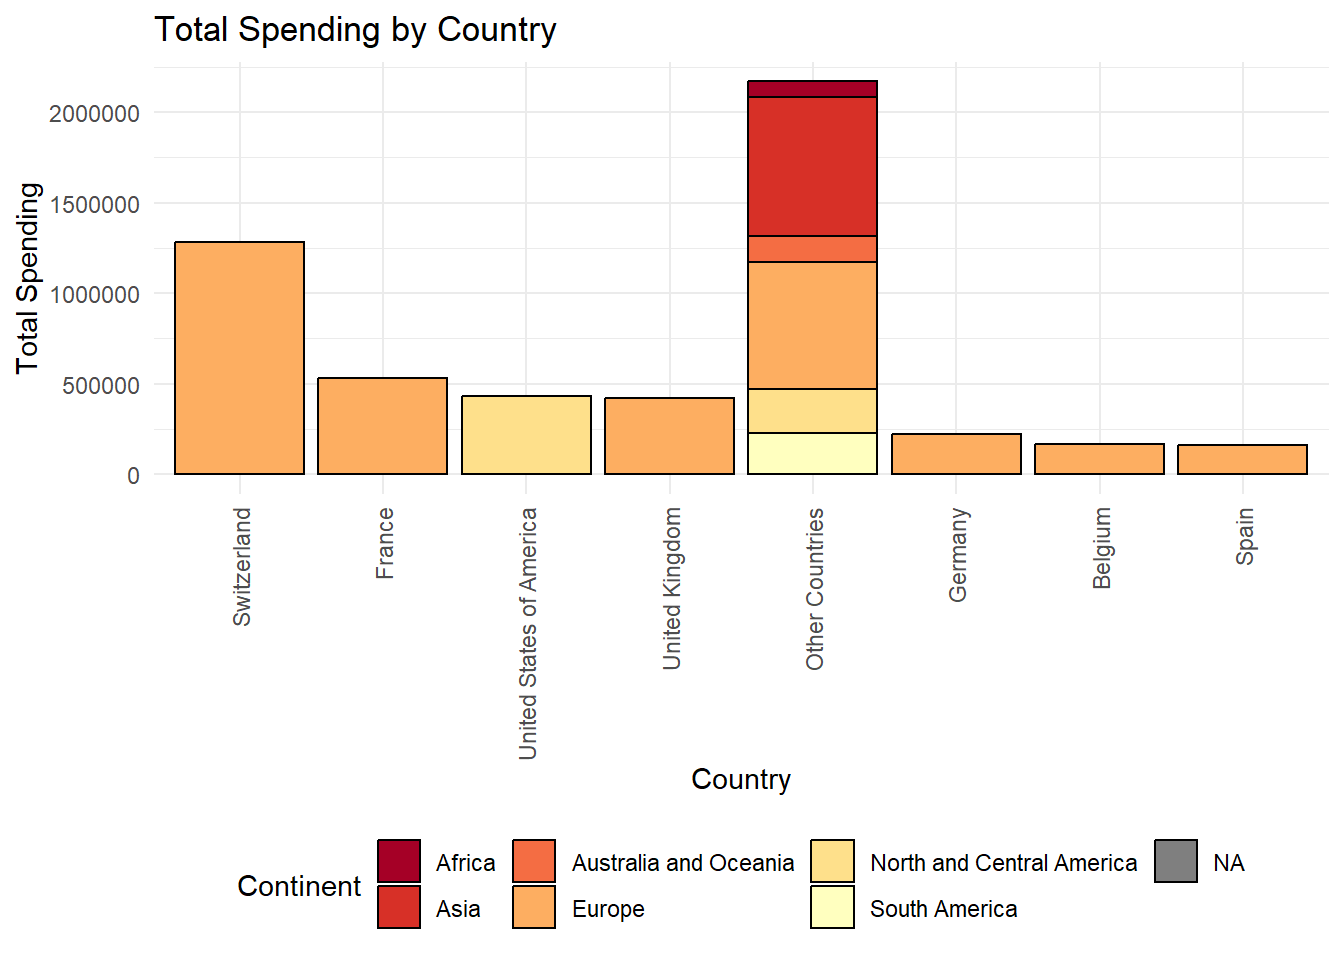 Total Spending by Country
Total Spending
2000000
1500000
1000000
500000
0
Switzerland
France
United States of America
United Kingdom
Other Countries
Germany
Belgium
Spain
Country
Continent
Africa
Australia and Oceania
North and Central America
NA
Asia
Europe
South America